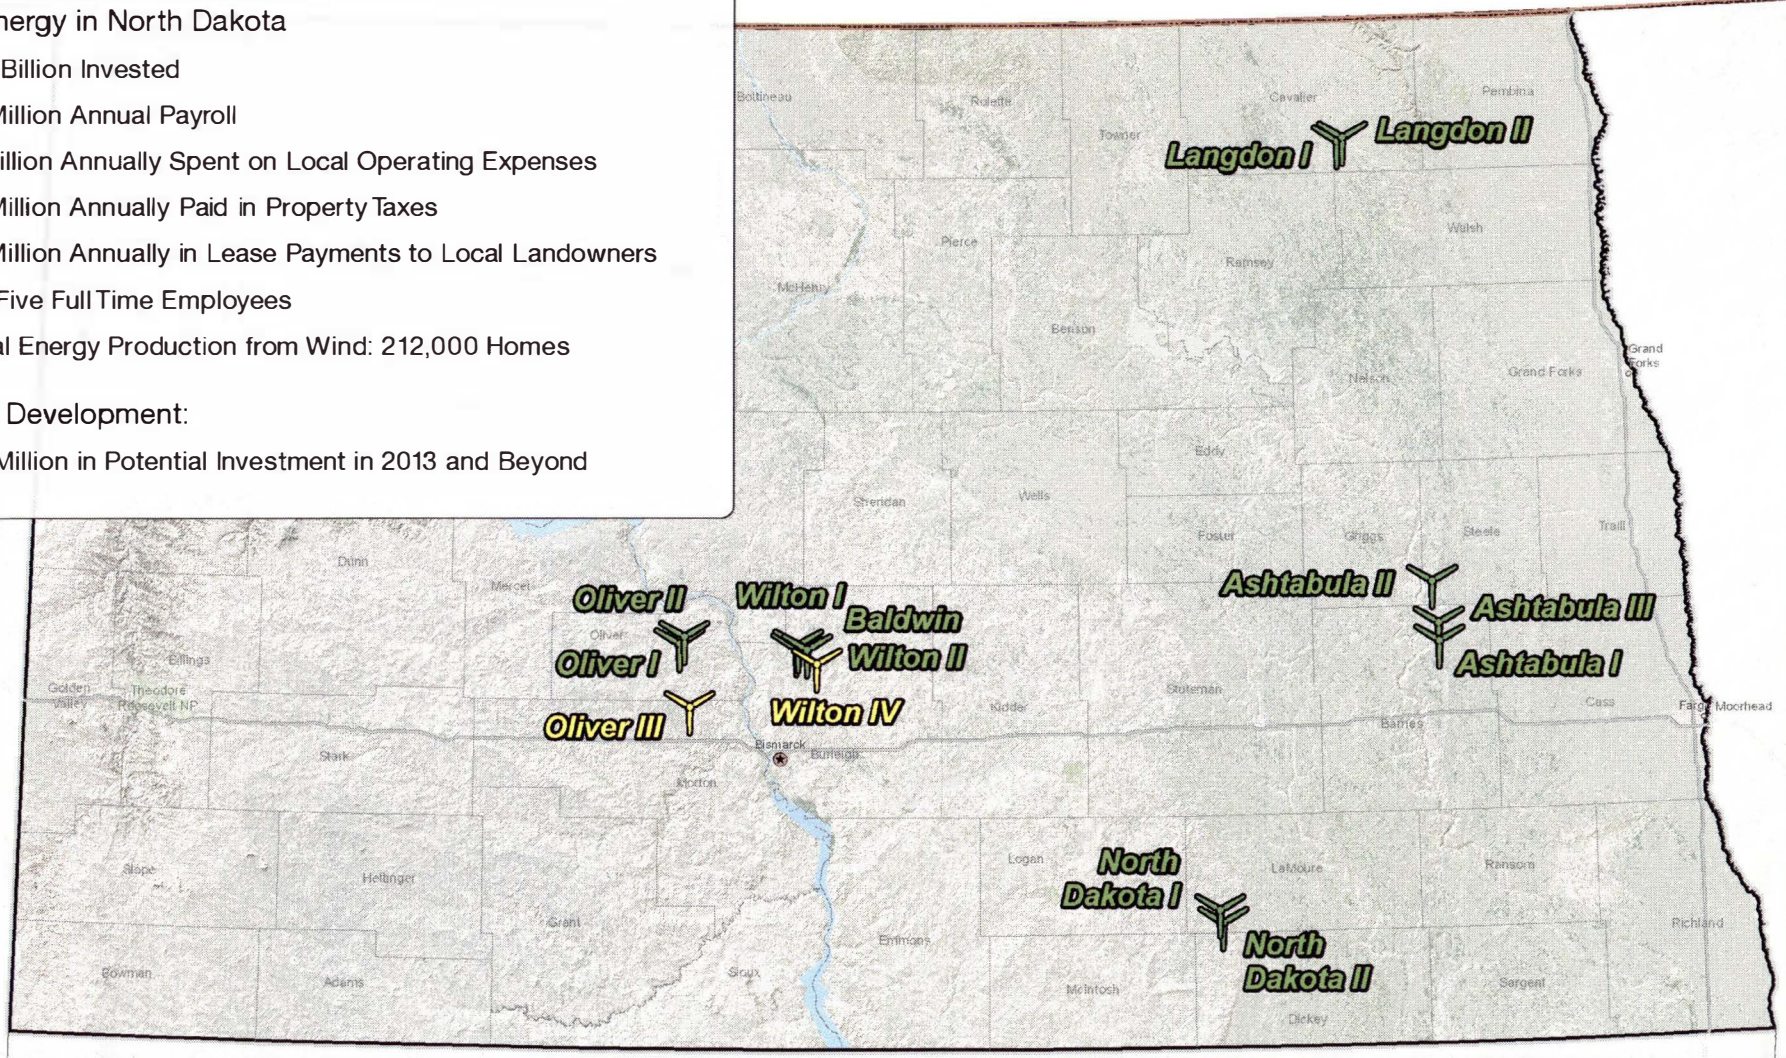 nergy in North Dakota
Billion Invested
Million Annual Payroll
illion Annually Spent on Local Operating Expenses
Million Annually Paid in Property Taxes
Million Annually in Lease Payments to Local Landowners
Five Full Time Employees
al Energy Production from Wind: 212,000 Homes
Development:
Million in Potential Investment in 2013 and Beyond
Bottineau
Rolette
Towner
Cavalier
Pembina
Langdon I
Langdon II
McHenry
Pierce
Benson
Ramsey
Walsh
Nelson
Grand Forks
Grand
Forks
Sheridan
Wells
Eddy
Foster
Griggs
Steele
Traill
Dunn
Mercer
Oliver
Billings
Golden
Valley
Theodore
Roosevelt NP
Oliver II
Oliver I
Oliver III
Wilton I
Baldwin
Wilton II
Wilton IV
Ashtabula II
Ashtabula III
Ashtabula I
Stark
Morton
Bismarck
Burleigh
Kidder
Stutsman
Barnes
Cass
Fargo
Moorhead
Slope
Hettinger
Grant
Bowman
Adams
Sioux
Emmons
Logan
McIntosh
North
Dakota I
North
Dakota II
LaMoure
Dickey
Ransom
Sargent
Richland